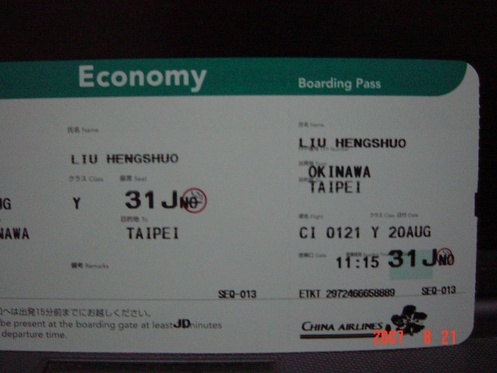 Economy
Boarding Pass
氏名 Name
LIU HENGSHUO
クラス Class 座席 Seat
Y 31J NO
目的地 To
NAWA TAIPEI
備考 Remarks
SEQ-013
へは出発15分前までにお越しください。
be present at the boarding gate at least JD minutes
departure time.
氏名 Name
LIU HENGSHUO
OKINAWA
TAIPEI
便名 Flight クラス Class 日付 Date
CI 0121 Y 20AUG
11:15 31J NO
ETKT 2972466658889 SEQ-013
CHINA AIRLINES
2007 8 21